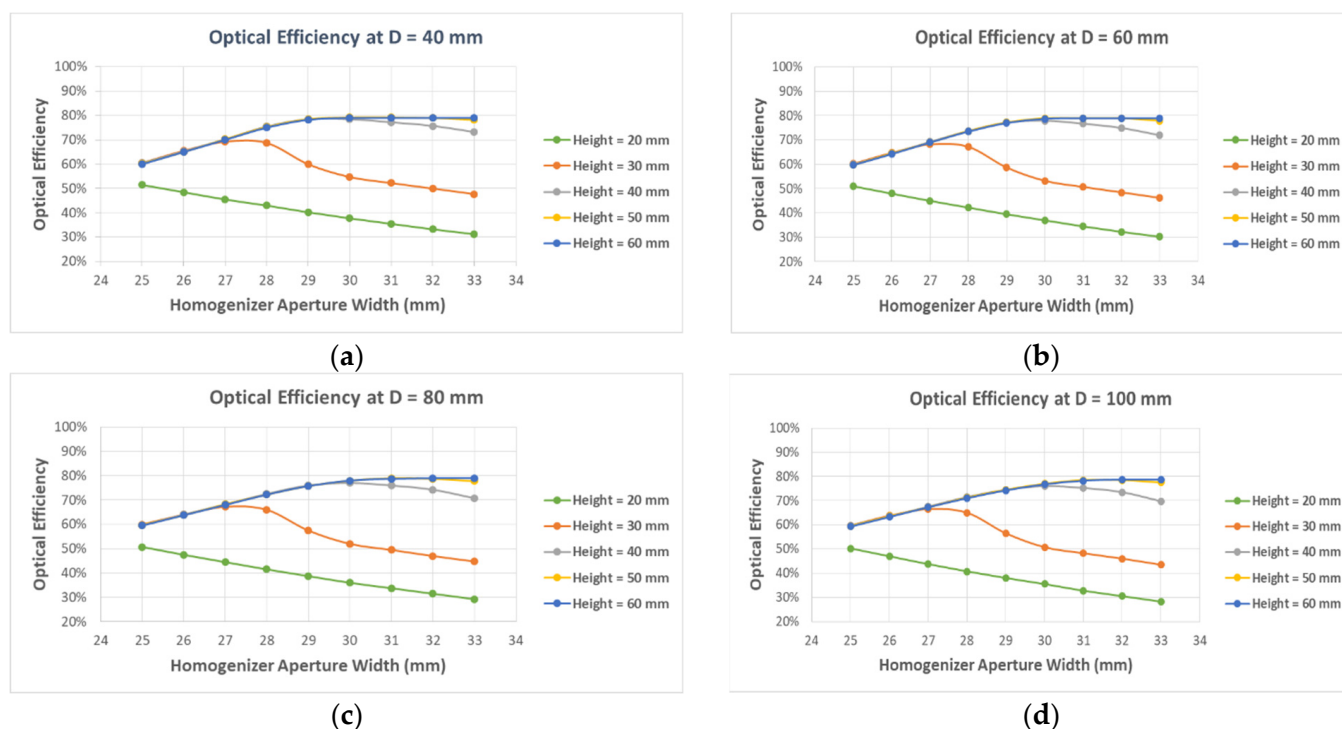 Optical Efficiency at D = 40 mm
100%
90%
80%
70%
60%
50%
40%
30%
20%
Optical Efficiency
24 25 26 27 28 29 30 31 32 33 34
Homogenizer Aperture Width (mm)
Height = 20 mm
Height = 30 mm
Height = 40 mm
Height = 50 mm
Height = 60 mm
(a)
Optical Efficiency at D = 60 mm
100%
90%
80%
70%
60%
50%
40%
30%
20%
Optical Efficiency
24 25 26 27 28 29 30 31 32 33 34
Homogenizer Aperture Width (mm)
Height = 20 mm
Height = 30 mm
Height = 40 mm
Height = 50 mm
Height = 60 mm
(b)
Optical Efficiency at D = 80 mm
100%
90%
80%
70%
60%
50%
40%
30%
20%
Optical Efficiency
24 25 26 27 28 29 30 31 32 33 34
Homogenizer Aperture Width (mm)
Height = 20 mm
Height = 30 mm
Height = 40 mm
Height = 50 mm
Height = 60 mm
(c)
Optical Efficiency at D = 100 mm
100%
90%
80%
70%
60%
50%
40%
30%
20%
Optical Efficiency
24 25 26 27 28 29 30 31 32 33 34
Homogenizer Aperture Width (mm)
Height = 20 mm
Height = 30 mm
Height = 40 mm
Height = 50 mm
Height = 60 mm
(d)